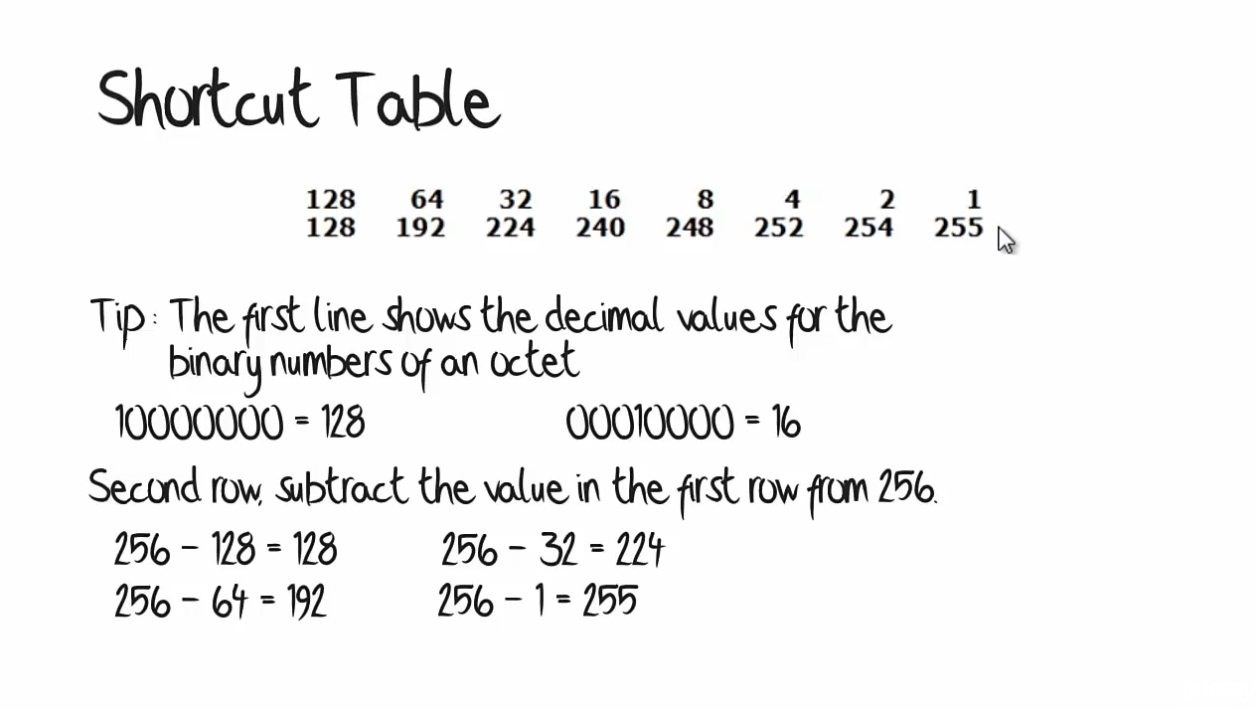 Shortcut Table
128 64 32 16 8 4 2 1
128 192 224 240 248 252 254 255
Tip: The first line shows the decimal values for the
binary numbers of an octet
10000000 = 128 00010000 = 16
Second row, subtract the value in the first row from 256.
256 - 128 = 128 256 - 32 = 224
256 - 64 = 192 256 - 1 = 255